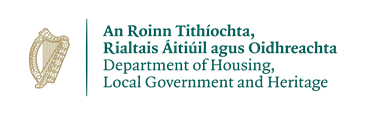 An Roinn Tithíochta,
Rialtais Áitiúil agus Oidhreachta
Department of Housing,
Local Government and Heritage